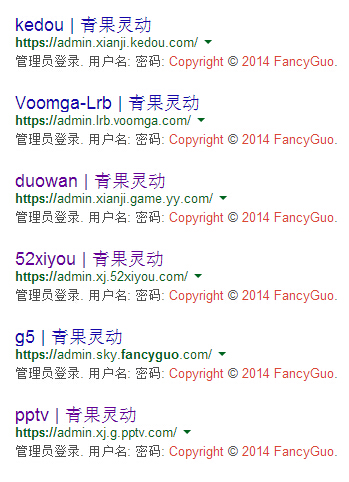 kedou | 青果灵动
https://admin.xianji.kedou.com/
管理员登录. 用户名: 密码: Copyright © 2014 FancyGuo.
Voomga-Lrb | 青果灵动
https://admin.lrb.voomga.com/
管理员登录. 用户名: 密码: Copyright © 2014 FancyGuo.
duowan | 青果灵动
https://admin.xianji.game.yy.com/
管理员登录. 用户名: 密码: Copyright © 2014 FancyGuo.
52xiyou | 青果灵动
https://admin.xj.52xiyou.com/
管理员登录. 用户名: 密码: Copyright © 2014 FancyGuo.
g5 | 青果灵动
https://admin.sky.fancyguo.com/
管理员登录. 用户名: 密码: Copyright © 2014 FancyGuo.
pptv | 青果灵动
https://admin.xj.g.pptv.com/
管理员登录. 用户名: 密码: Copyright © 2014 FancyGuo.